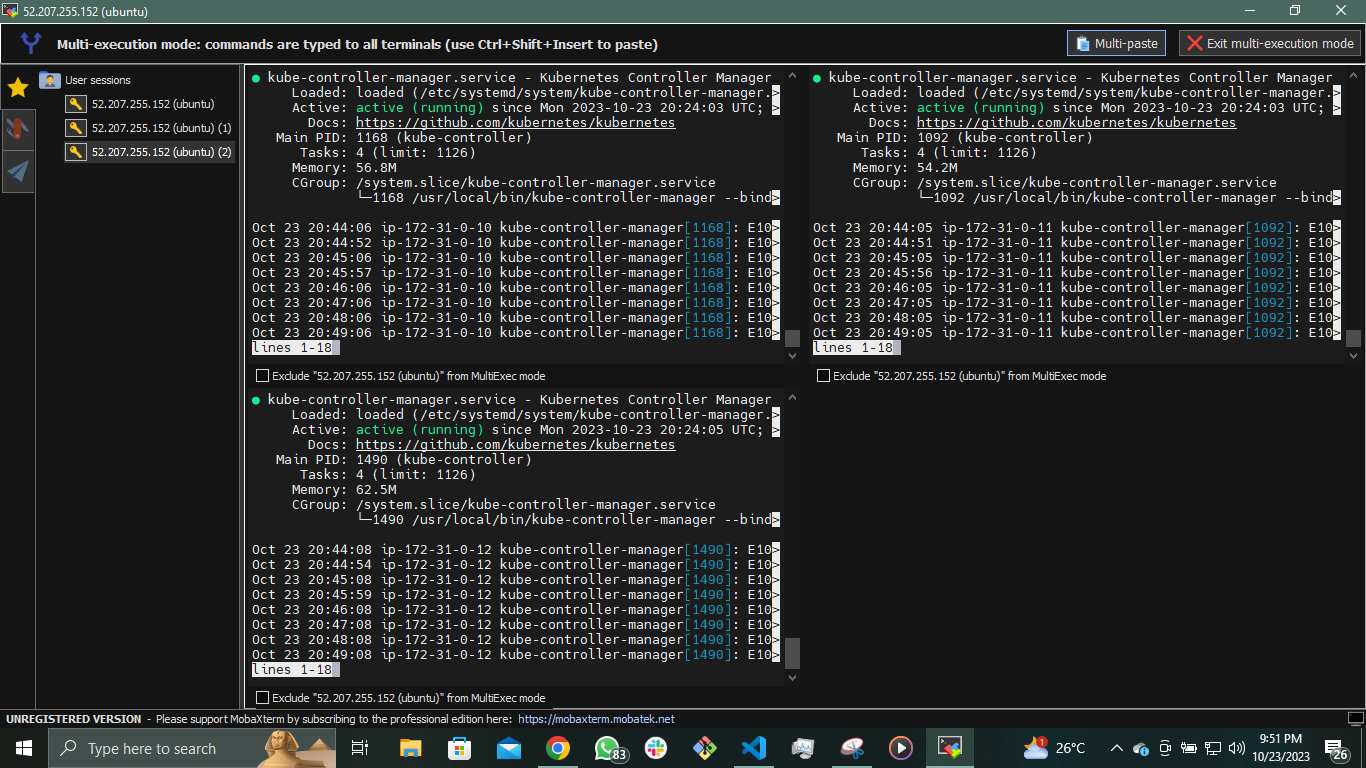 52.207.255.152 (ubuntu)
Multi-execution mode: commands are typed to all terminals (use Ctrl+Shift+Insert to paste)
Multi-paste
Exit multi-execution mode
User sessions
52.207.255.152 (ubuntu)
52.207.255.152 (ubuntu) (1)
52.207.255.152 (ubuntu) (2)
● kube-controller-manager.service - Kubernetes Controller Manager
Loaded: loaded (/etc/systemd/system/kube-controller-manager.>
Active: active (running) since Mon 2023-10-23 20:24:03 UTC; >
Docs: https://github.com/kubernetes/kubernetes
Main PID: 1168 (kube-controller)
Tasks: 4 (limit: 1126)
Memory: 56.8M
CGroup: /system.slice/kube-controller-manager.service
└─1168 /usr/local/bin/kube-controller-manager --bind>
Oct 23 20:44:06 ip-172-31-0-10 kube-controller-manager[1168]: E10>
Oct 23 20:44:52 ip-172-31-0-10 kube-controller-manager[1168]: E10>
Oct 23 20:45:06 ip-172-31-0-10 kube-controller-manager[1168]: E10>
Oct 23 20:45:57 ip-172-31-0-10 kube-controller-manager[1168]: E10>
Oct 23 20:46:06 ip-172-31-0-10 kube-controller-manager[1168]: E10>
Oct 23 20:47:06 ip-172-31-0-10 kube-controller-manager[1168]: E10>
Oct 23 20:48:06 ip-172-31-0-10 kube-controller-manager[1168]: E10>
Oct 23 20:49:06 ip-172-31-0-10 kube-controller-manager[1168]: E10>
lines 1-18
Exclude "52.207.255.152 (ubuntu)" from MultiExec mode
● kube-controller-manager.service - Kubernetes Controller Manager
Loaded: loaded (/etc/systemd/system/kube-controller-manager.>
Active: active (running) since Mon 2023-10-23 20:24:03 UTC; >
Docs: https://github.com/kubernetes/kubernetes
Main PID: 1092 (kube-controller)
Tasks: 4 (limit: 1126)
Memory: 54.2M
CGroup: /system.slice/kube-controller-manager.service
└─1092 /usr/local/bin/kube-controller-manager --bind>
Oct 23 20:44:05 ip-172-31-0-11 kube-controller-manager[1092]: E10>
Oct 23 20:44:51 ip-172-31-0-11 kube-controller-manager[1092]: E10>
Oct 23 20:45:05 ip-172-31-0-11 kube-controller-manager[1092]: E10>
Oct 23 20:45:56 ip-172-31-0-11 kube-controller-manager[1092]: E10>
Oct 23 20:46:05 ip-172-31-0-11 kube-controller-manager[1092]: E10>
Oct 23 20:47:05 ip-172-31-0-11 kube-controller-manager[1092]: E10>
Oct 23 20:48:05 ip-172-31-0-11 kube-controller-manager[1092]: E10>
Oct 23 20:49:05 ip-172-31-0-11 kube-controller-manager[1092]: E10>
lines 1-18
Exclude "52.207.255.152 (ubuntu)" from MultiExec mode
● kube-controller-manager.service - Kubernetes Controller Manager
Loaded: loaded (/etc/systemd/system/kube-controller-manager.>
Active: active (running) since Mon 2023-10-23 20:24:05 UTC; >
Docs: https://github.com/kubernetes/kubernetes
Main PID: 1490 (kube-controller)
Tasks: 4 (limit: 1126)
Memory: 62.5M
CGroup: /system.slice/kube-controller-manager.service
└─1490 /usr/local/bin/kube-controller-manager --bind>
Oct 23 20:44:08 ip-172-31-0-12 kube-controller-manager[1490]: E10>
Oct 23 20:44:54 ip-172-31-0-12 kube-controller-manager[1490]: E10>
Oct 23 20:45:08 ip-172-31-0-12 kube-controller-manager[1490]: E10>
Oct 23 20:45:59 ip-172-31-0-12 kube-controller-manager[1490]: E10>
Oct 23 20:46:08 ip-172-31-0-12 kube-controller-manager[1490]: E10>
Oct 23 20:47:08 ip-172-31-0-12 kube-controller-manager[1490]: E10>
Oct 23 20:48:08 ip-172-31-0-12 kube-controller-manager[1490]: E10>
Oct 23 20:49:08 ip-172-31-0-12 kube-controller-manager[1490]: E10>
lines 1-18
Exclude "52.207.255.152 (ubuntu)" from MultiExec mode
UNREGISTERED VERSION - Please support MobaXterm by subscribing to the professional edition here: https://mobaxterm.mobatek.net
Type here to search
83
1
26°C
9:51 PM
10/23/2023
26